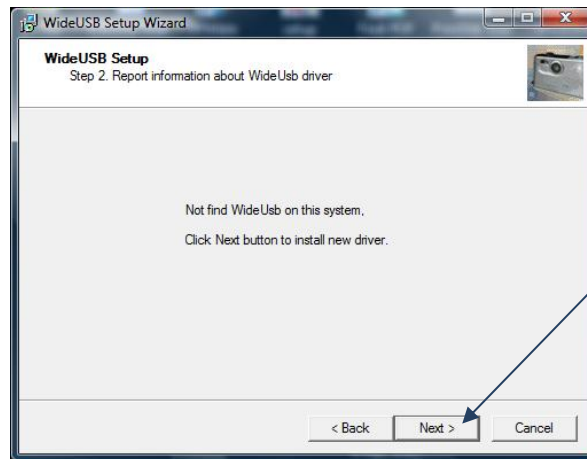 WideUSB Setup Wizard
WideUSB Setup
Step 2. Report information about WideUsb driver
Not find WideUsb on this system,
Click Next button to install new driver.
< Back Next > Cancel